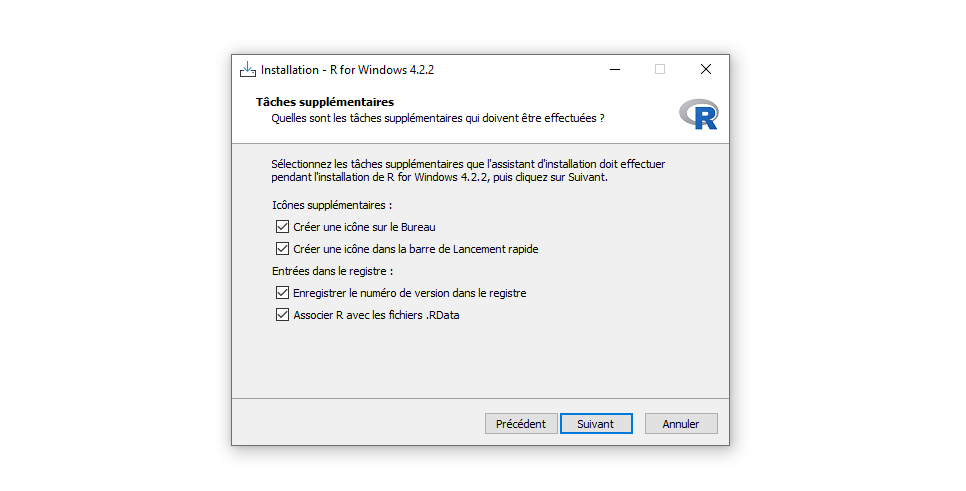 Installation - R for Windows 4.2.2
Tâches supplémentaires
Quelles sont les tâches supplémentaires qui doivent être effectuées ?
R
Sélectionnez les tâches supplémentaires que l'assistant d'installation doit effectuer
pendant l'installation de R for Windows 4.2.2, puis cliquez sur Suivant.
Icônes supplémentaires :
Créer une icône sur le Bureau
Créer une icône dans la barre de Lancement rapide
Entrées dans le registre :
Enregistrer le numéro de version dans le registre
Associer R avec les fichiers .RData
Précédent
Suivant
Annuler